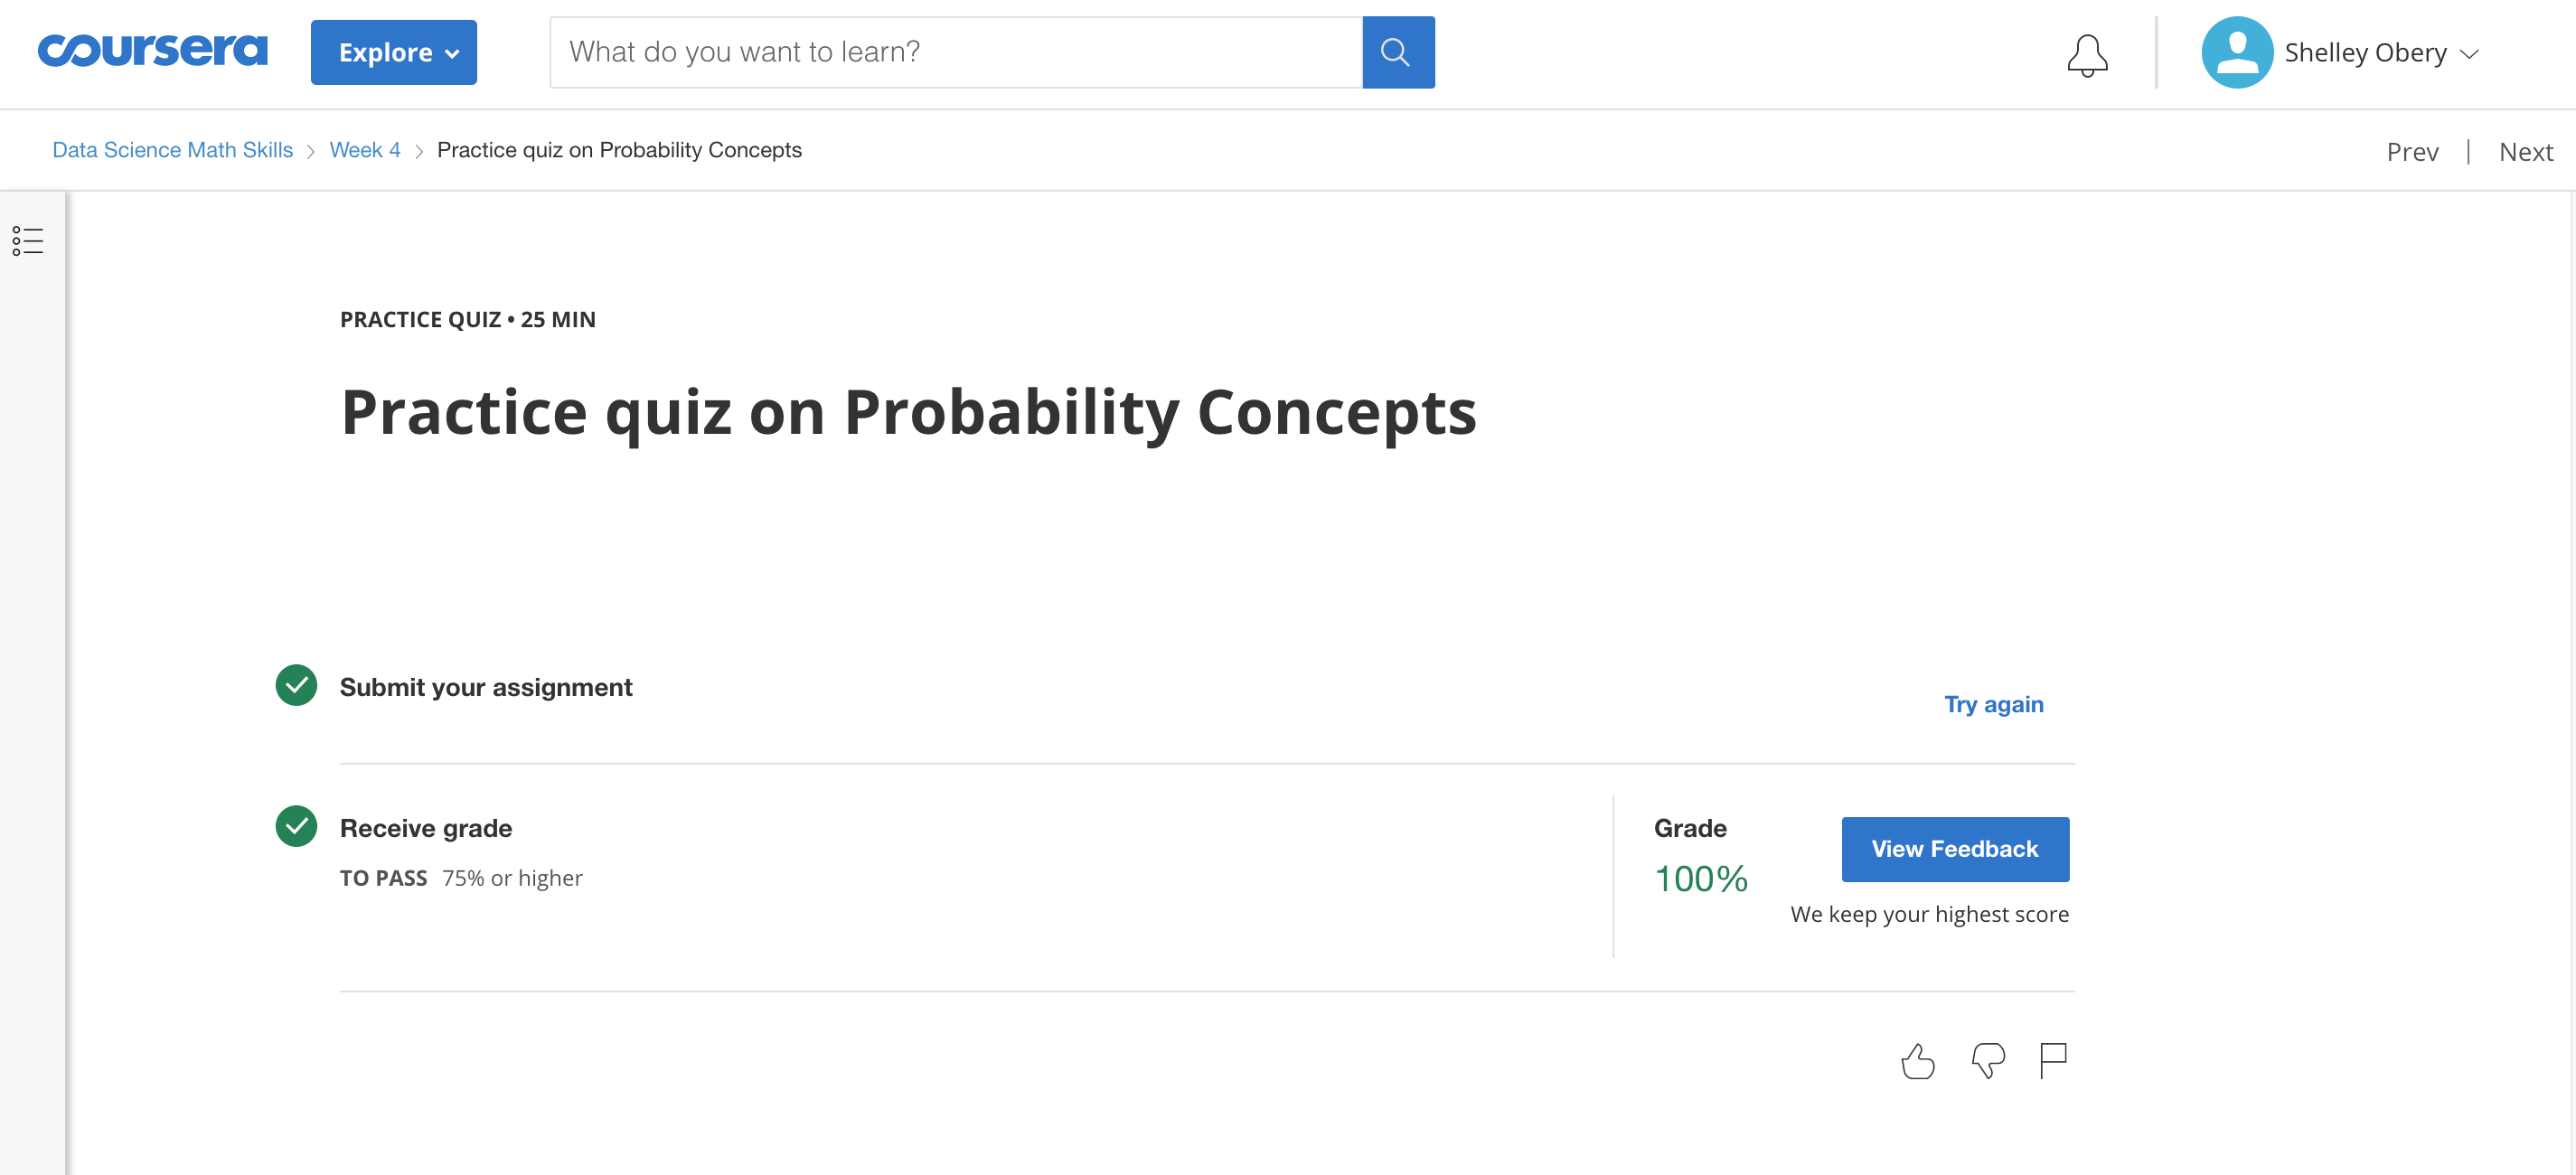 coursera
Explore
What do you want to learn?
Shelley Obery
Data Science Math Skills > Week 4 > Practice quiz on Probability Concepts
Prev | Next
PRACTICE QUIZ • 25 MIN
Practice quiz on Probability Concepts
Submit your assignment
Try again
Receive grade
TO PASS 75% or higher
Grade
100%
View Feedback
We keep your highest score